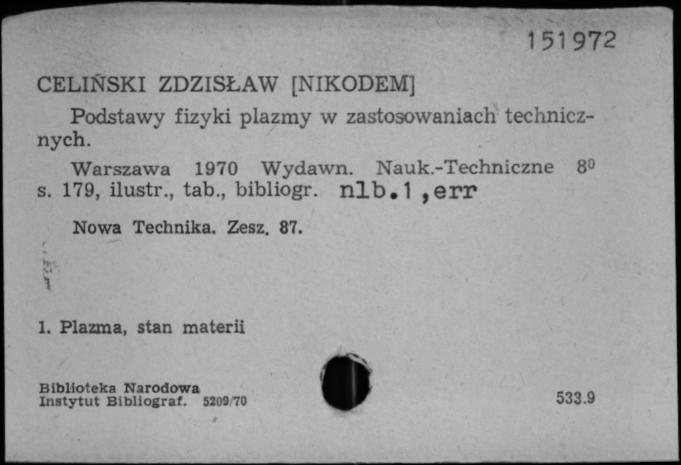 151972
CELIŃSKI ZDZISŁAW [NIKODEM]
Podstawy fizyki plazmy w zastosowaniach technicz-
nych.
Warszawa 1970 Wydawn. Nauk.-Techniczne 8⁰
s. 179, ilustr., tab., bibliogr. nlb.1,err
Nowa Technika. Zesz. 87.
1. Plazma, stan materii
Biblioteka Narodowa
Instytut Bibliograf. 5209/70
533.9